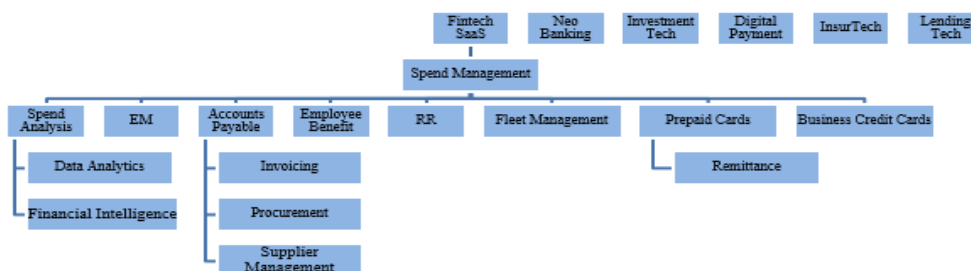 Fintech
SaaS
Neo
Banking
Investment
Tech
Digital
Payment
InsurTech
Lending
Tech
Spend Management
Spend
Analysis
EM
Accounts
Payable
Employee
Benefit
RR
Fleet Management
Prepaid Cards
Business Credit Cards
Data Analytics
Invoicing
Remittance
Financial Intelligence
Procurement
Supplier
Management